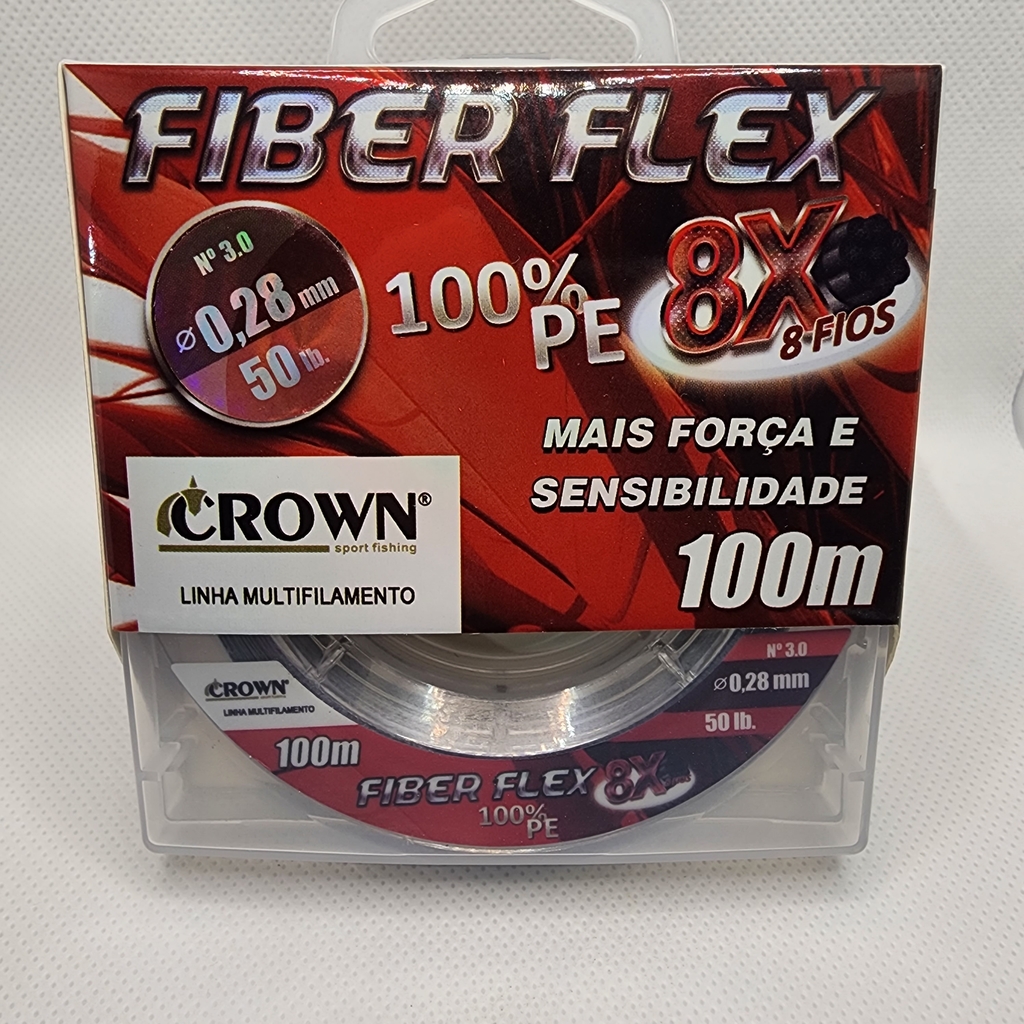 FIBER FLEX
Nº 3.0
Ø 0,28 mm
50 lb.
100%
PE
8X
8 FIOS
MAIS FORÇA E
SENSIBILIDADE
100m
CROWN®
sport fishing
LINHA MULTIFILAMENTO
CROWN®
LINHA MULTIFILAMENTO
100m
FIBER FLEX 8X
100%
PE
Nº 3.0
Ø 0,28 mm
50 lb.